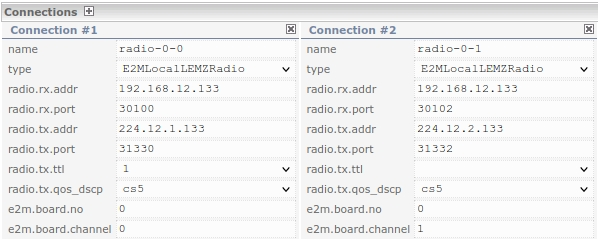 Connections
Connection #1
name radio-0-0
type E2MLocalLEMZRadio
radio.rx.addr 192.168.12.133
radio.rx.port 30100
radio.tx.addr 224.12.1.133
radio.tx.port 31330
radio.tx.ttl 1
radio.tx.qos_dscp cs5
e2m.board.no 0
e2m.board.channel 0
Connection #2
name radio-0-1
type E2MLocalLEMZRadio
radio.rx.addr 192.168.12.133
radio.rx.port 30102
radio.tx.addr 224.12.2.133
radio.tx.port 31332
radio.tx.ttl
radio.tx.qos_dscp cs5
e2m.board.no 0
e2m.board.channel 1